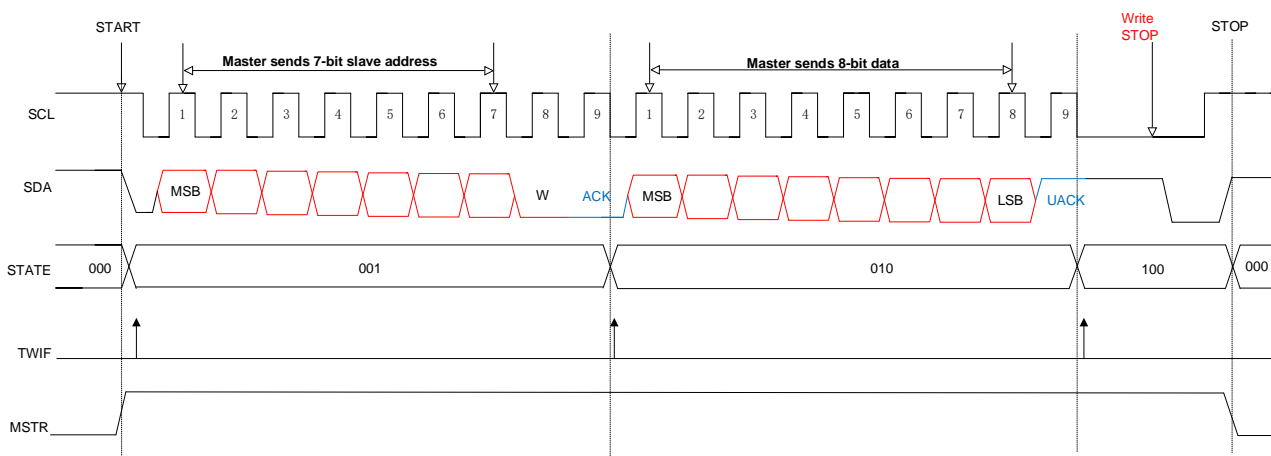 START
Write
STOP
STOP
Master sends 7-bit slave address
Master sends 8-bit data
SCL
1 2 3 4 5 6 7 8 9 1 2 3 4 5 6 7 8 9
SDA
MSB W ACK MSB LSB UACK
STATE
000 001 010 100 000
TWIF
MSTR